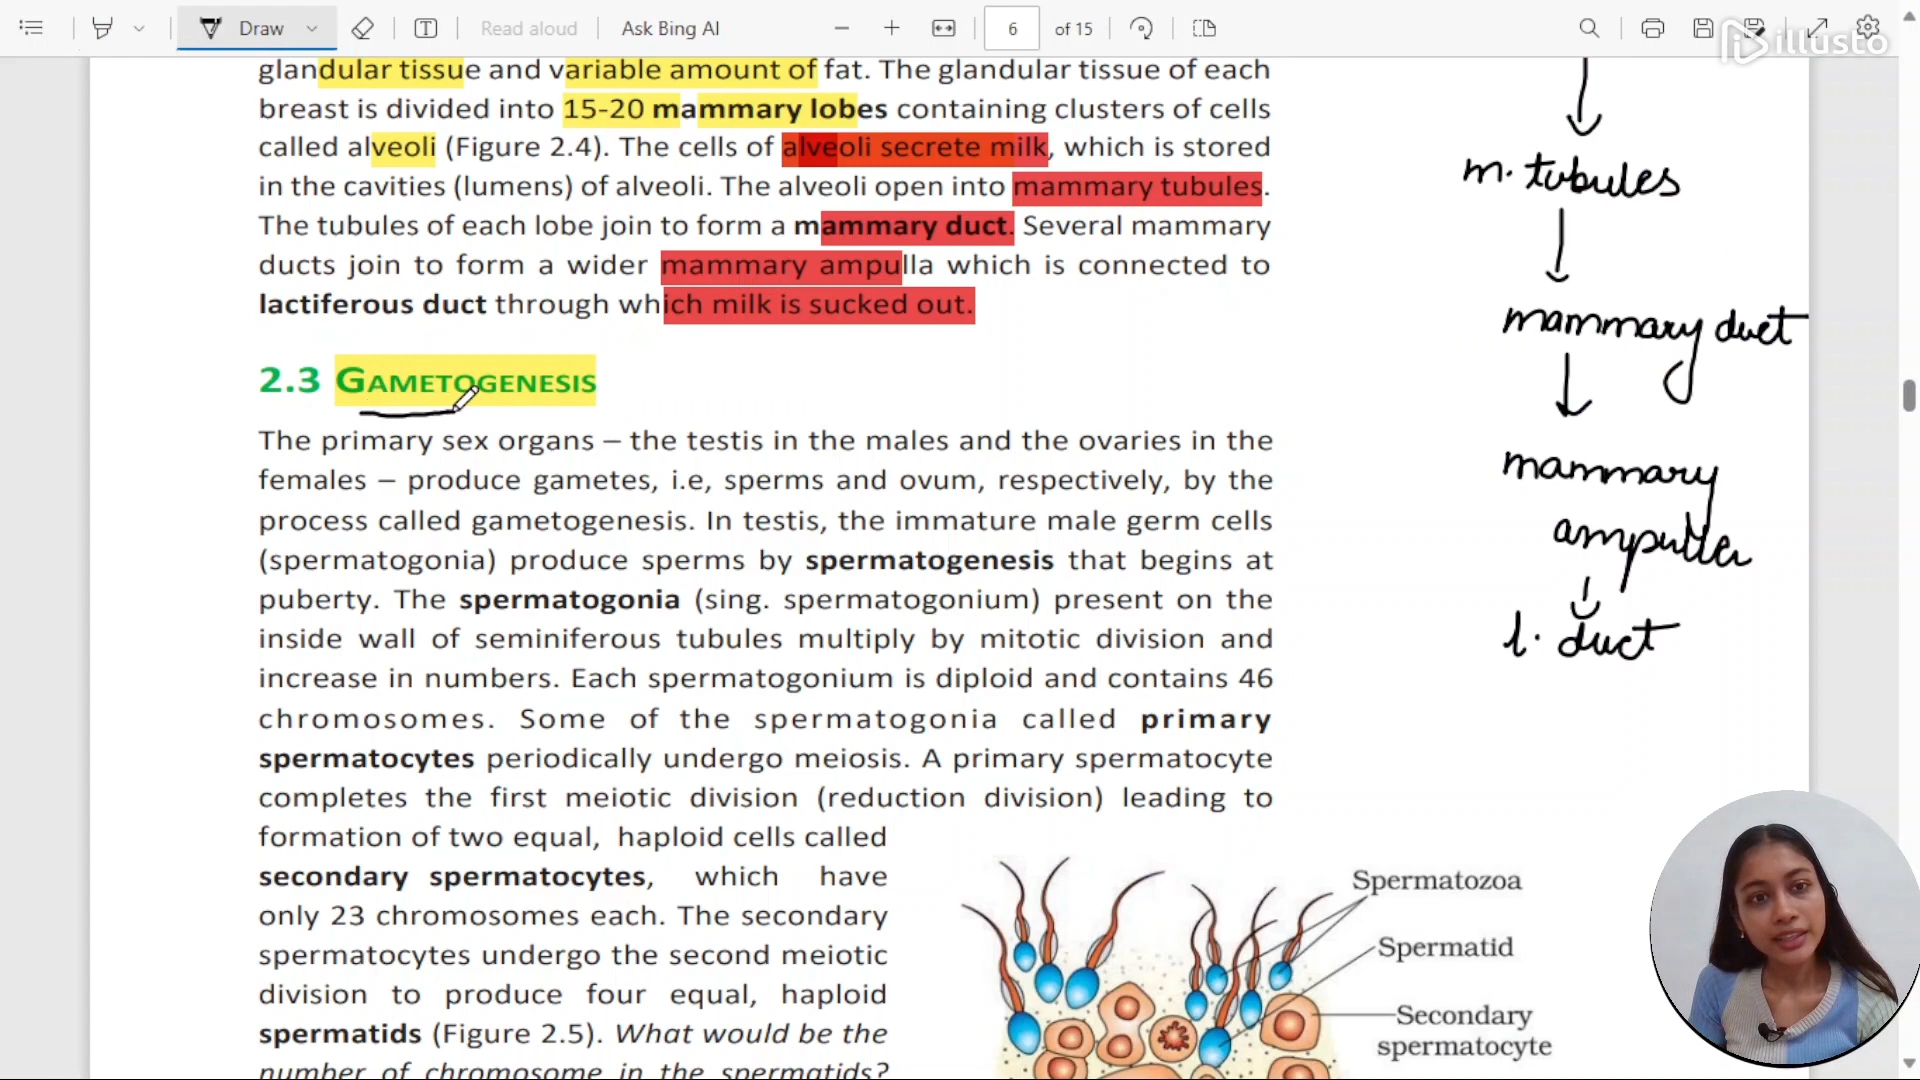 Draw
Read aloud
Ask Bing AI
6 of 15
illusto
glandular tissue and variable amount of fat. The glandular tissue of each
breast is divided into 15-20 mammary lobes containing clusters of cells
called alveoli (Figure 2.4). The cells of alveoli secrete milk, which is stored
in the cavities (lumens) of alveoli. The alveoli open into mammary tubules.
The tubules of each lobe join to form a mammary duct. Several mammary
ducts join to form a wider mammary ampulla which is connected to
lactiferous duct through which milk is sucked out.
2.3 GAMETOGENESIS
The primary sex organs – the testis in the males and the ovaries in the
females – produce gametes, i.e, sperms and ovum, respectively, by the
process called gametogenesis. In testis, the immature male germ cells
(spermatogonia) produce sperms by spermatogenesis that begins at
puberty. The spermatogonia (sing. spermatogonium) present on the
inside wall of seminiferous tubules multiply by mitotic division and
increase in numbers. Each spermatogonium is diploid and contains 46
chromosomes. Some of the spermatogonia called primary
spermatocytes periodically undergo meiosis. A primary spermatocyte
completes the first meiotic division (reduction division) leading to
formation of two equal, haploid cells called
secondary spermatocytes, which have
only 23 chromosomes each. The secondary
spermatocytes undergo the second meiotic
division to produce four equal, haploid
spermatids (Figure 2.5). What would be the
number of chromosome in the spermatids?
Spermatozoa
Spermatid
Secondary
spermatocyte
m. tubules
mammary duct
mammary
ampulla
l. duct